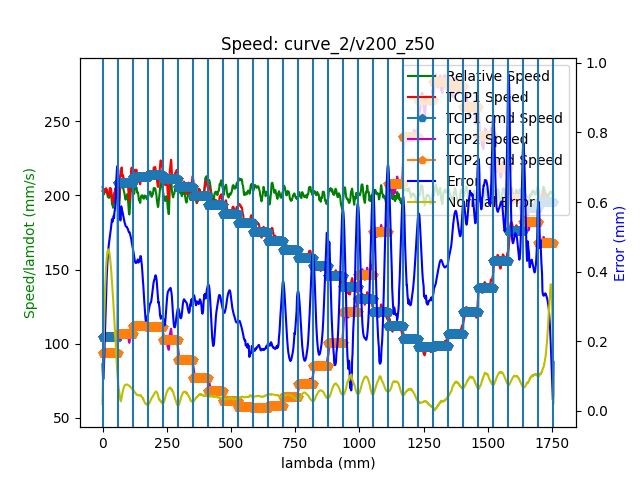 Speed: curve_2/v200_z50
Relative Speed
TCP1 Speed
TCP1 cmd Speed
TCP2 Speed
TCP2 cmd Speed
Error
Normal Error
250
200
150
100
50
1.0
0.8
0.6
0.4
0.2
0.0
Speed/lamdot (mm/s)
Error (mm)
0 250 500 750 1000 1250 1500 1750
lambda (mm)